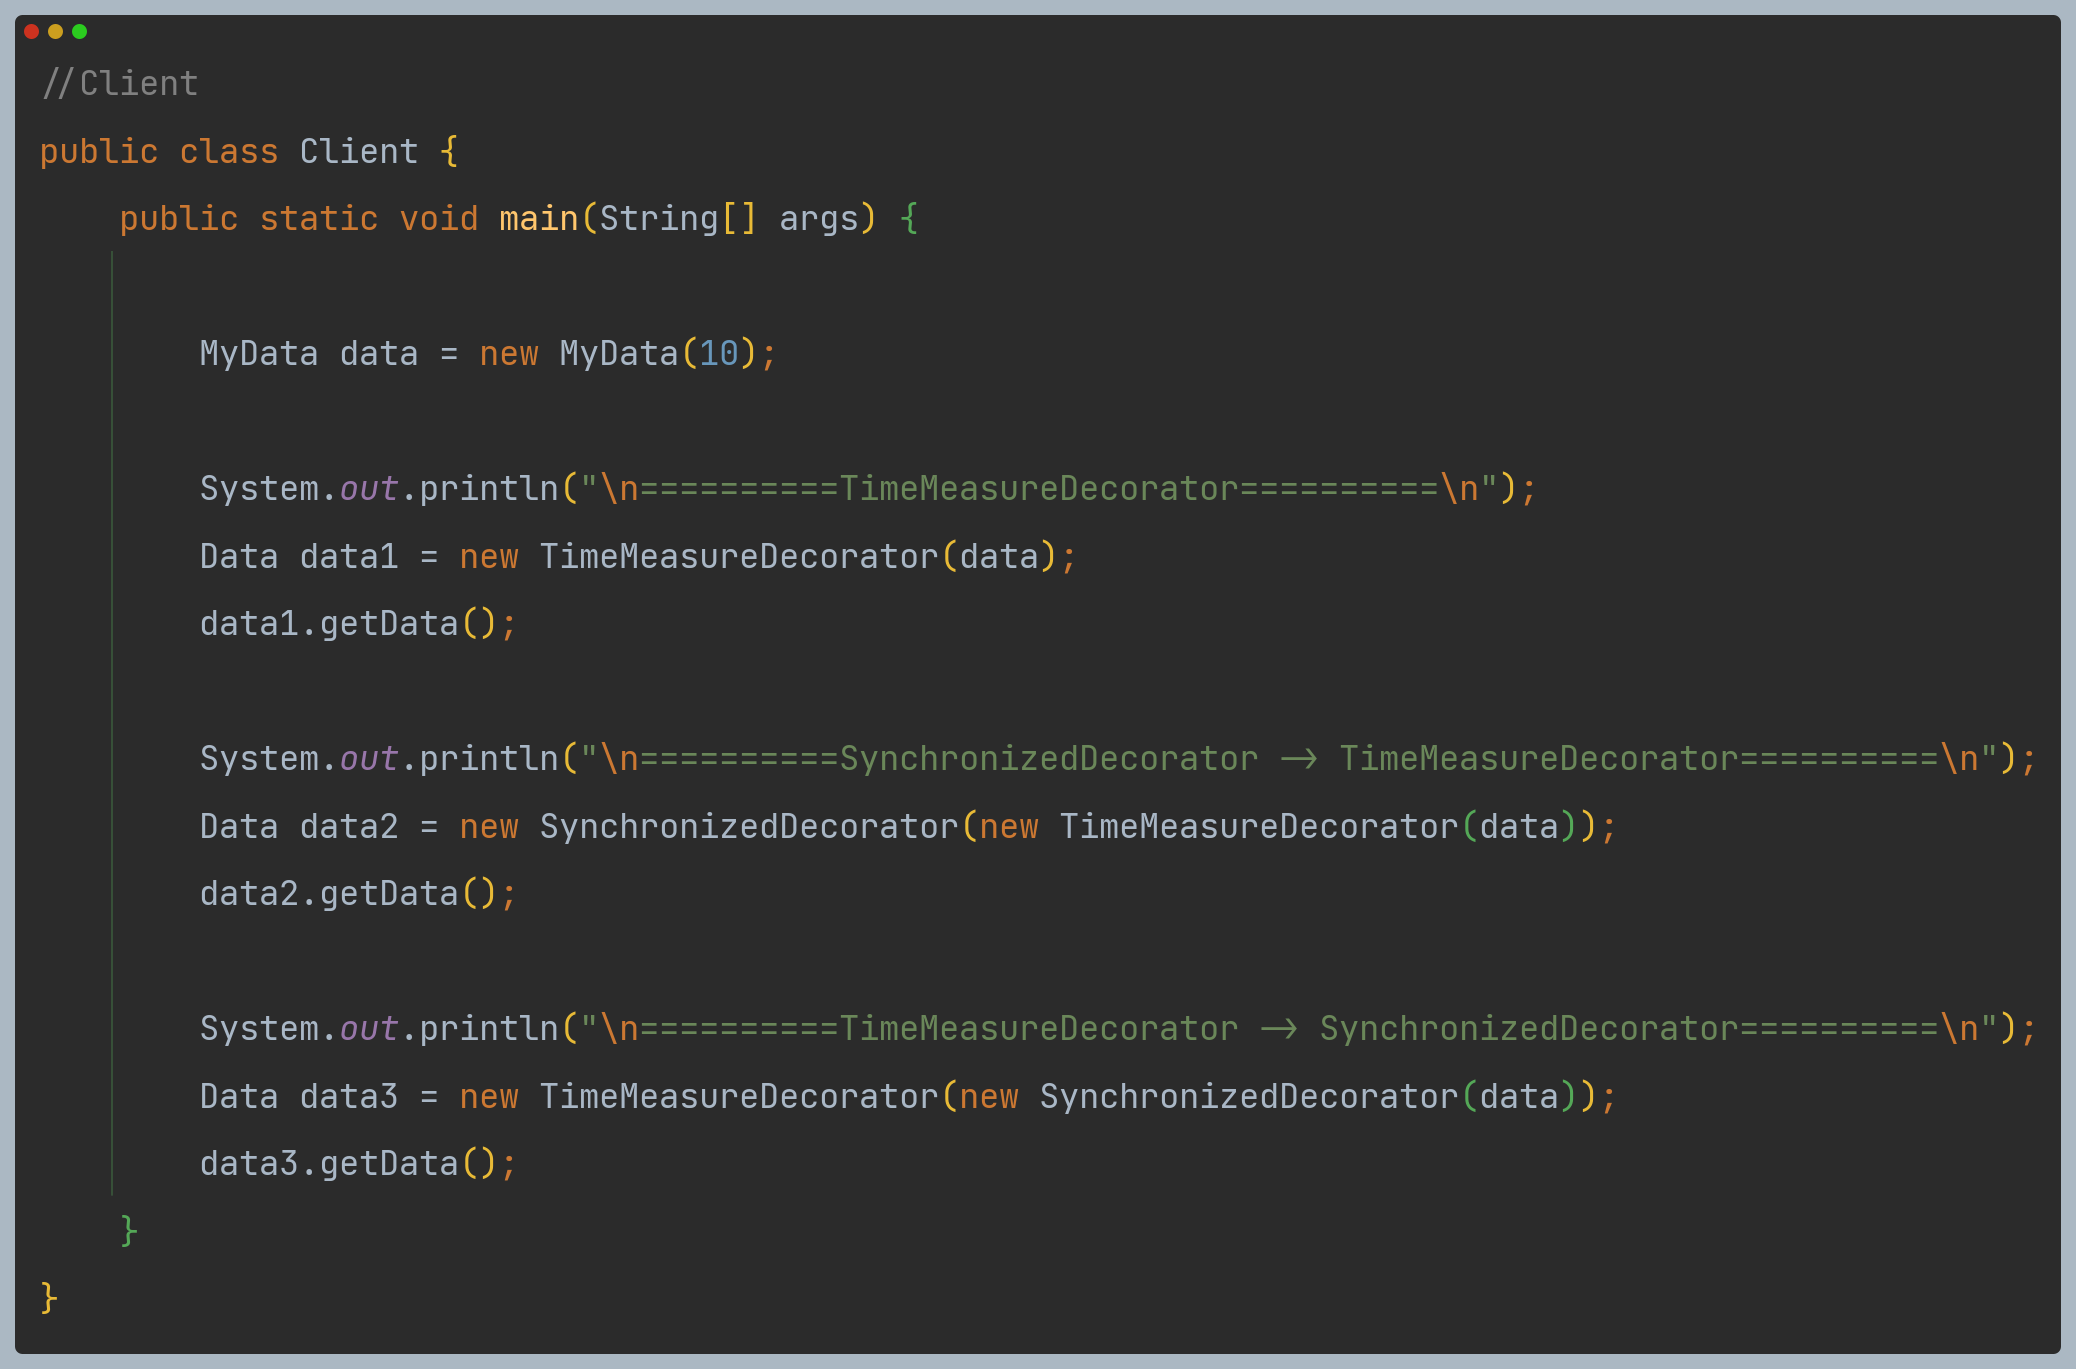 //Client
public class Client {
    public static void main(String[] args) {

        MyData data = new MyData(10);

        System.out.println("\n==========TimeMeasureDecorator==========\n");
        Data data1 = new TimeMeasureDecorator(data);
        data1.getData();

        System.out.println("\n==========SynchronizedDecorator -> TimeMeasureDecorator==========\n");
        Data data2 = new SynchronizedDecorator(new TimeMeasureDecorator(data));
        data2.getData();

        System.out.println("\n==========TimeMeasureDecorator -> SynchronizedDecorator==========\n");
        Data data3 = new TimeMeasureDecorator(new SynchronizedDecorator(data));
        data3.getData();
    }
}